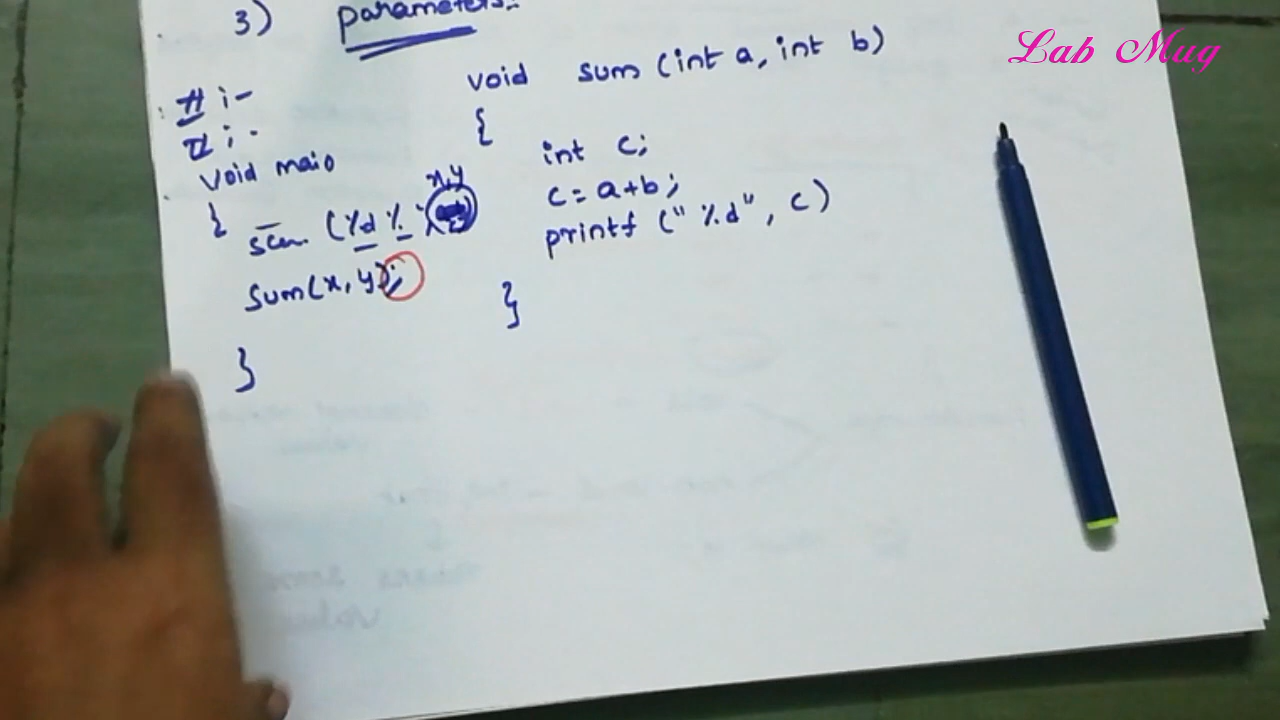 Lab Mug
3) parameters:-
# :-
void main
{
scan (%d % x,y
sum(x, y);
}
void sum (int a, int b)
{
int c;
c = a+b;
printf ("%d", c)
}